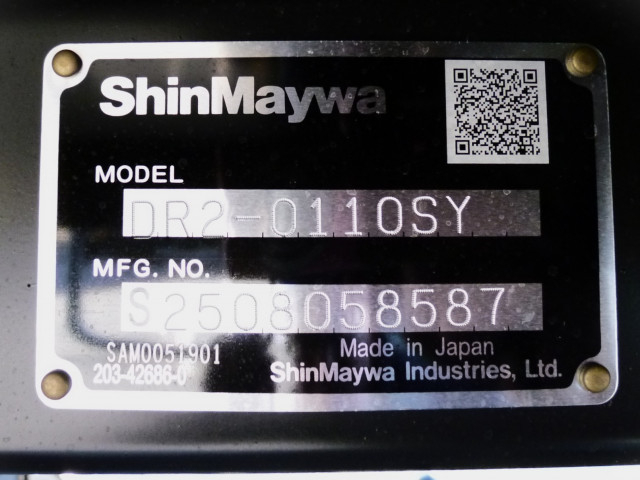 ShinMaywa
MODEL
DR2-0110SY
MFG. NO.
S2508058587
SAM0051901
Made in Japan
203-42686-0
ShinMaywa Industries, Ltd.